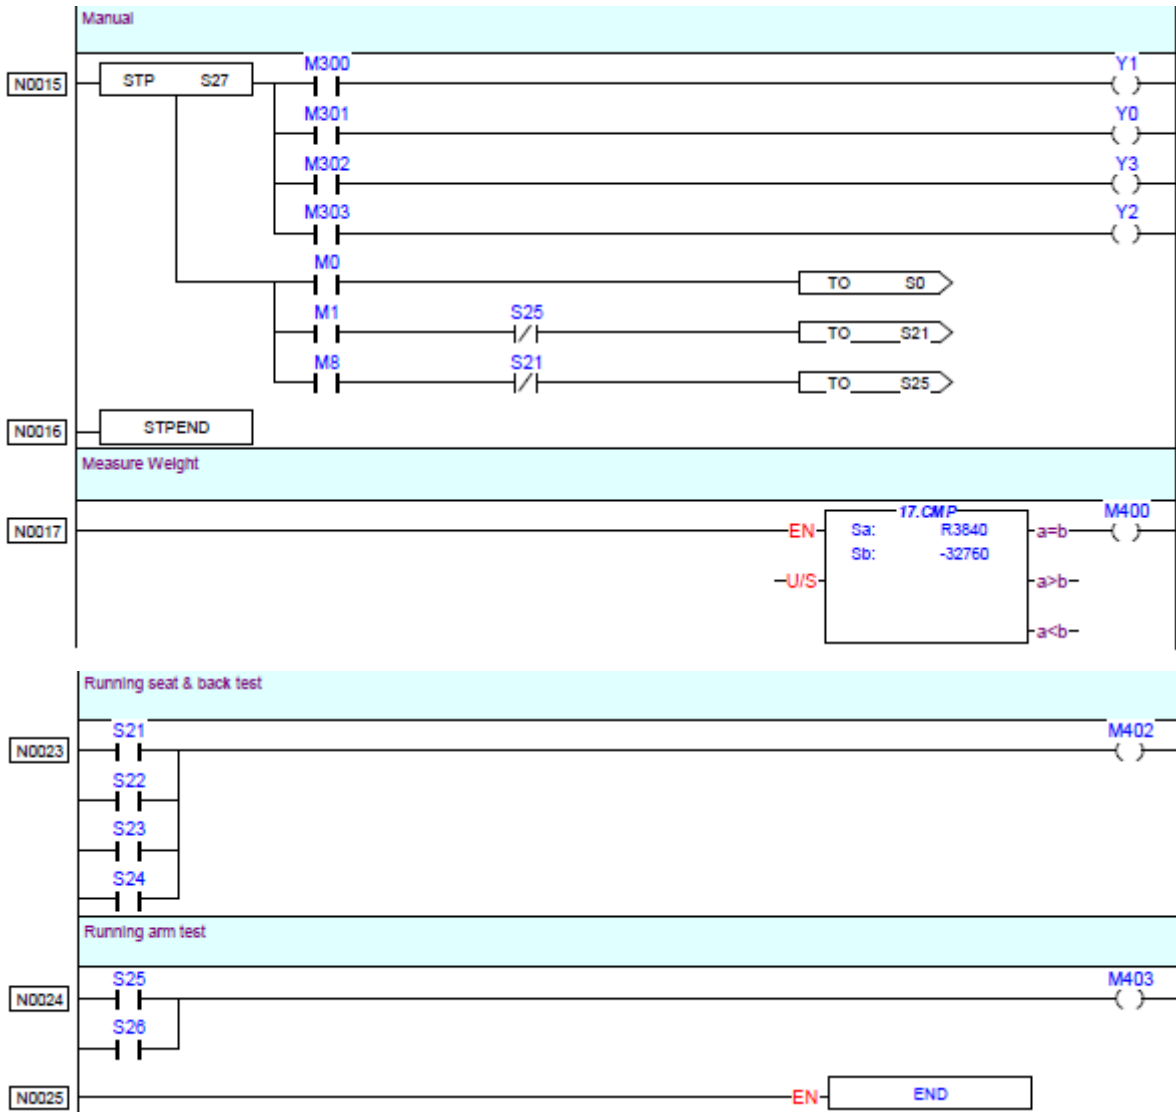 Manual
M300 Y1
N0015 STP S27
M301 Y0
M302 Y3
M303 Y2
M0
TO S0
M1 S25
TO S21
M8 S21
TO S25
N0016 STPEND
Measure Weight
17.CMP M400
N0017 EN Sa: R3840 a=b
Sb: -32760
U/S a>b
a<b
Running seat & back test
S21 M402
N0023
S22
S23
S24
Running arm test
S25 M403
N0024
S26
N0025 EN END